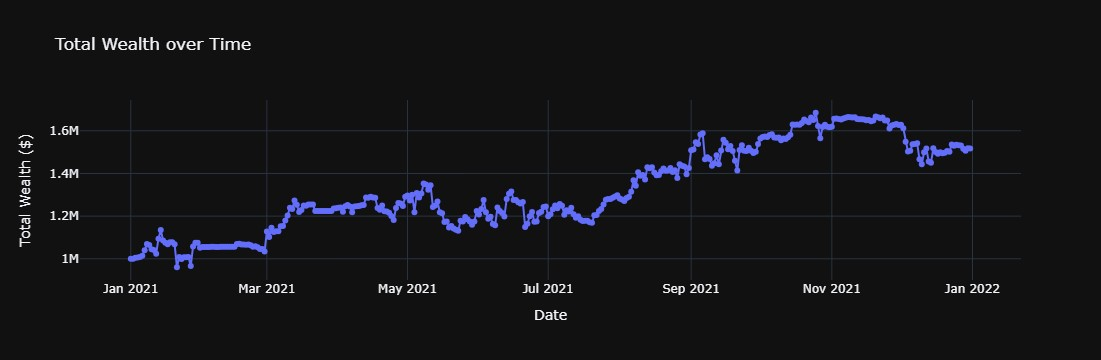 Total Wealth over Time
Total Wealth ($)
1.6M
1.4M
1.2M
1M
Jan 2021 Mar 2021 May 2021 Jul 2021 Sep 2021 Nov 2021 Jan 2022
Date